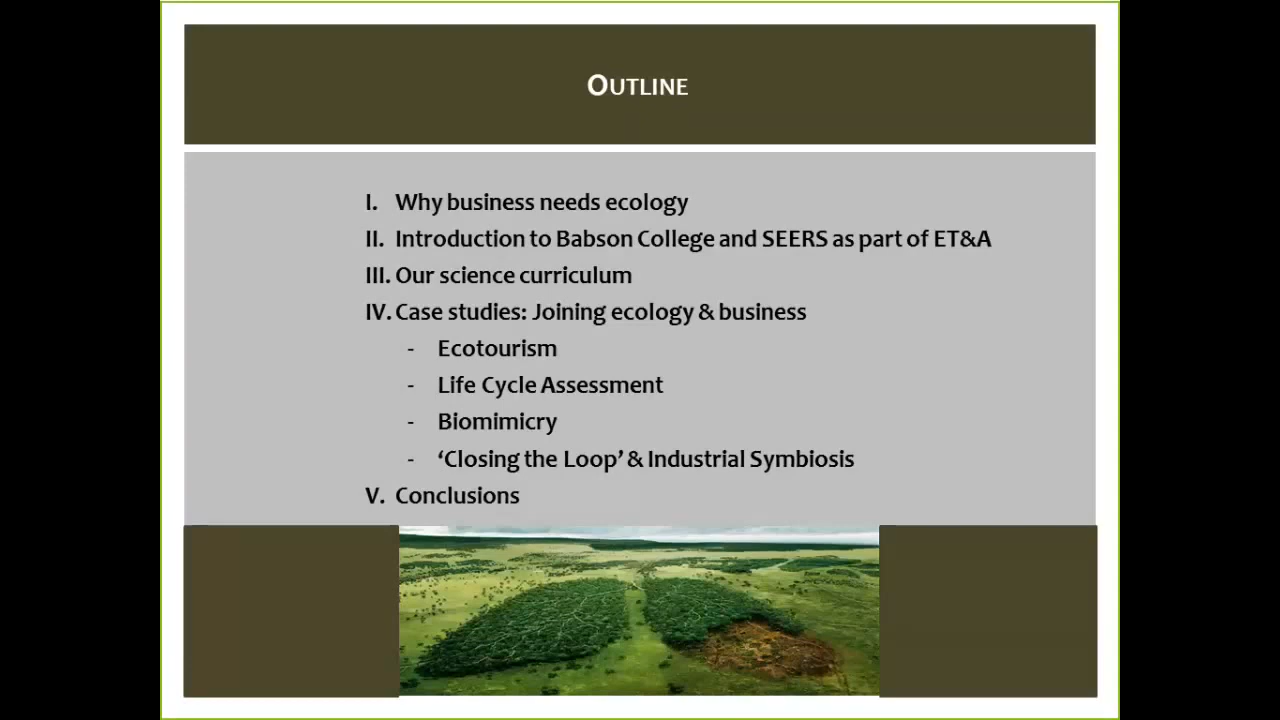 OUTLINE
I. Why business needs ecology
II. Introduction to Babson College and SEERS as part of ET&A
III. Our science curriculum
IV. Case studies: Joining ecology & business
- Ecotourism
- Life Cycle Assessment
- Biomimicry
- ‘Closing the Loop’ & Industrial Symbiosis
V. Conclusions